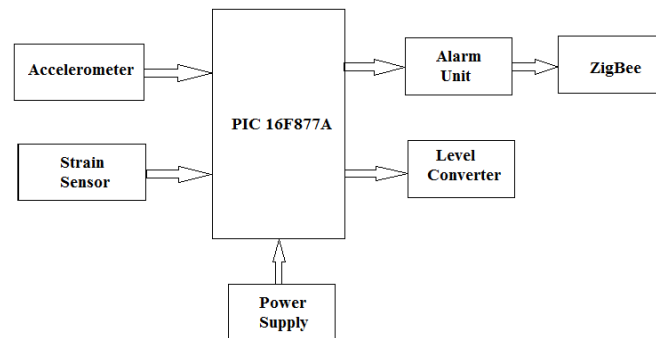 Accelerometer
PIC 16F877A
Alarm
Unit
ZigBee
Strain
Sensor
Level
Converter
Power
Supply